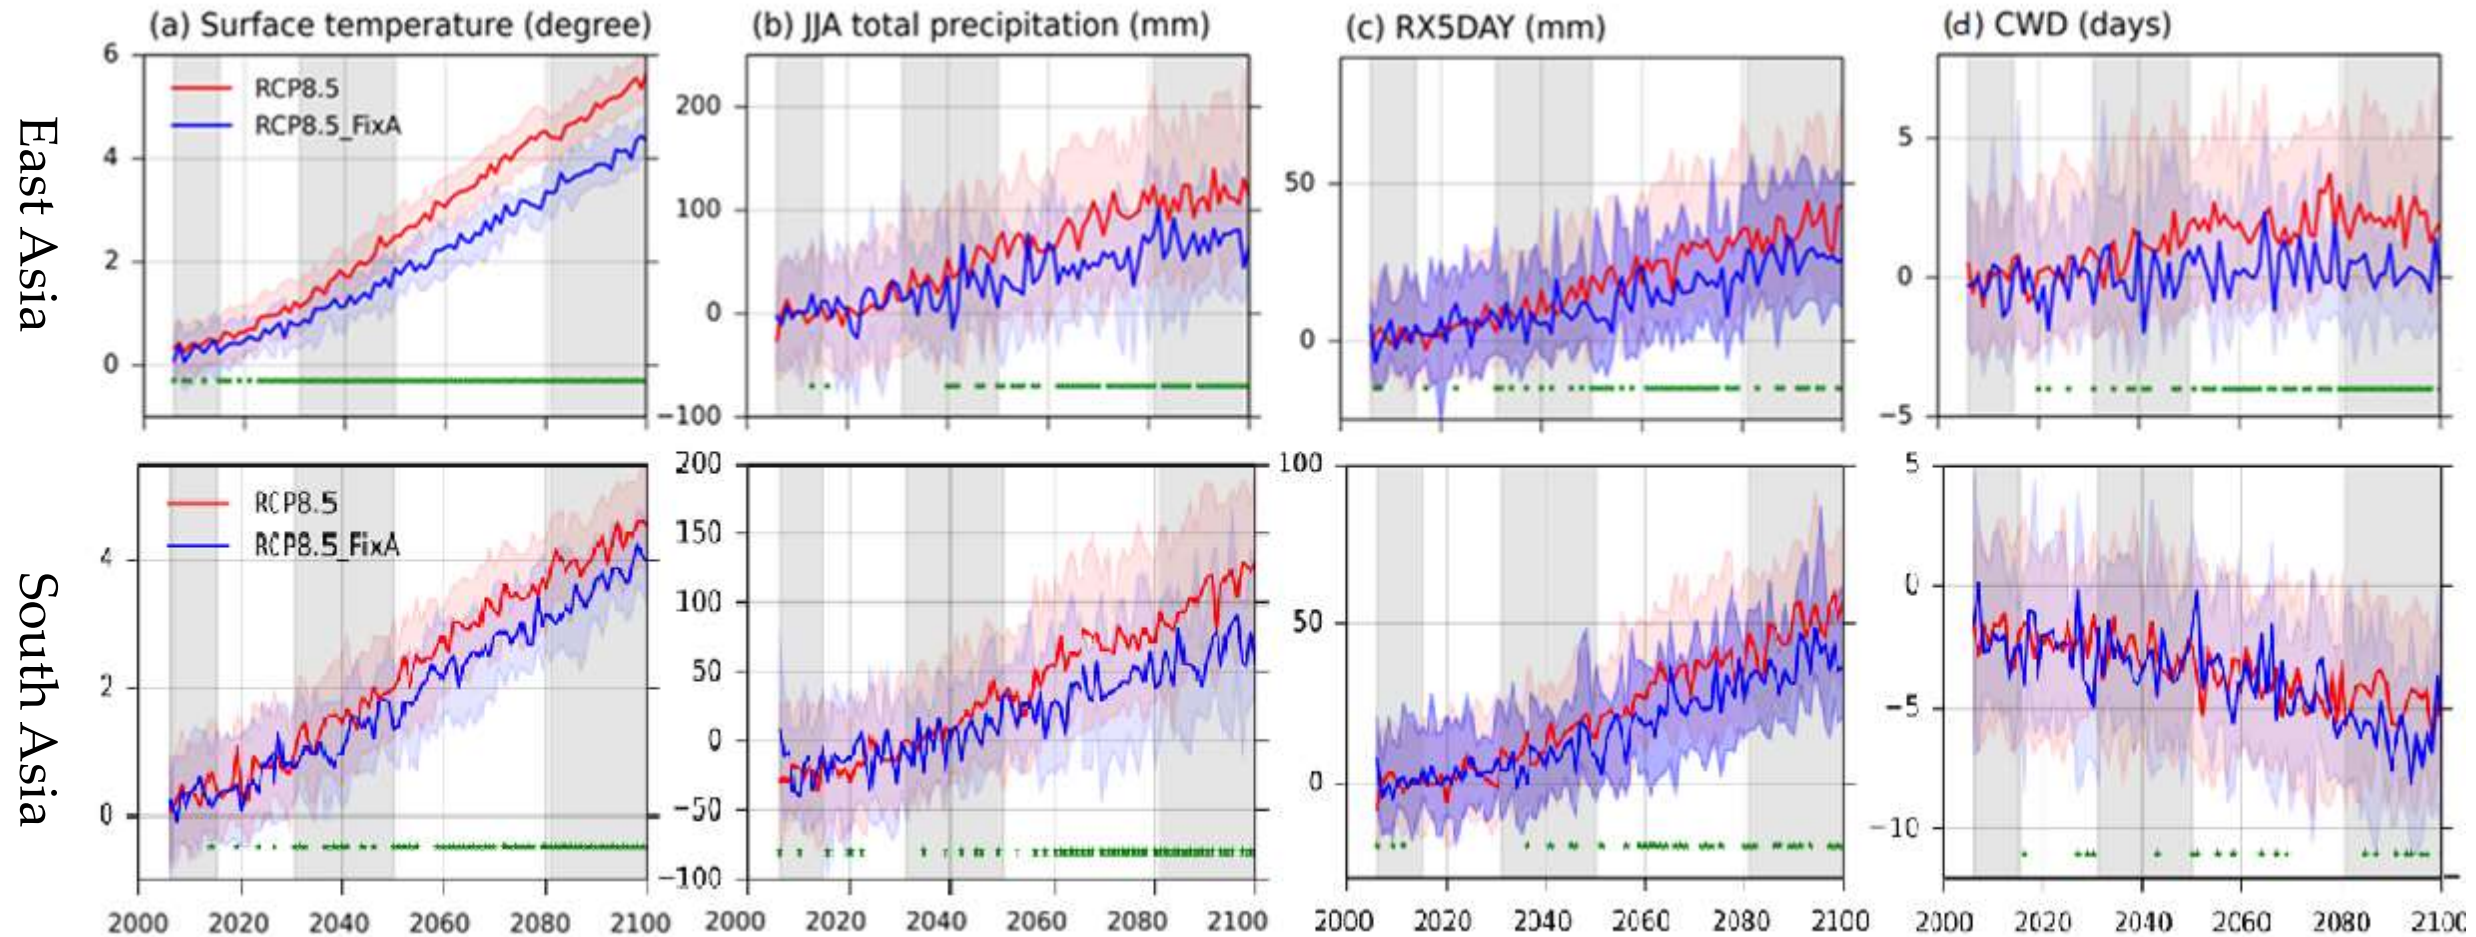 (a) Surface temperature (degree)
(b) JJA total precipitation (mm)
(c) RX5DAY (mm)
(d) CWD (days)
East Asia
6
4
2
0
RCP8.5
RCP8.5_FixA
200
100
0
−100
50
0
5
0
−5
South Asia
4
2
0
RCP8.5
RCP8.5_FixA
200
150
100
50
0
−50
−100
100
50
0
5
0
−5
−10
2000 2020 2040 2060 2080 2100
2000 2020 2040 2060 2080 2100
2000 2020 2040 2060 2080 2100
2000 2020 2040 2060 2080 2100